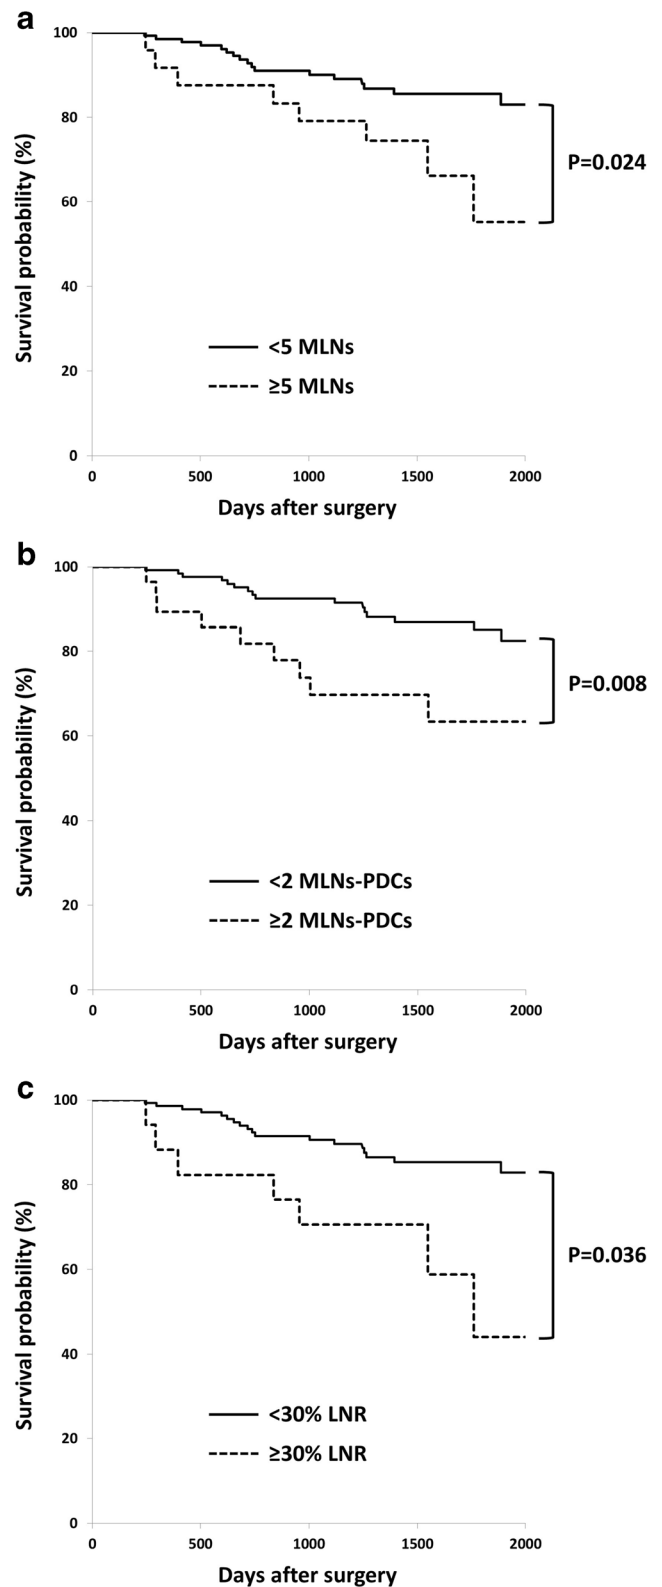 a
100
80
60
40
20
0
Survival probability (%)
P=0.024
<5 MLNs
≥5 MLNs
0 500 1000 1500 2000
Days after surgery
b
100
80
60
40
20
0
Survival probability (%)
P=0.008
<2 MLNs-PDCs
≥2 MLNs-PDCs
0 500 1000 1500 2000
Days after surgery
c
100
80
60
40
20
0
Survival probability (%)
P=0.036
<30% LNR
≥30% LNR
0 500 1000 1500 2000
Days after surgery